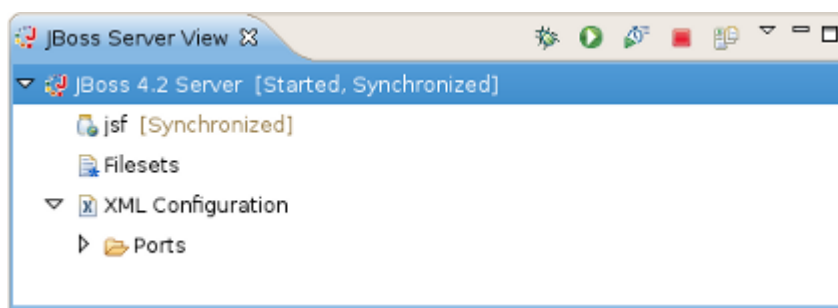 JBoss Server View
JBoss 4.2 Server [Started, Synchronized]
jsf [Synchronized]
Filesets
XML Configuration
Ports